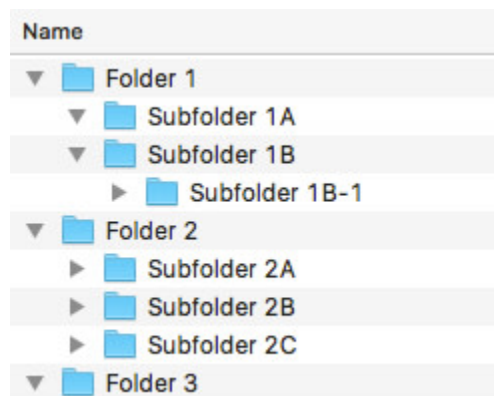 Name
Folder 1
Subfolder 1A
Subfolder 1B
Subfolder 1B-1
Folder 2
Subfolder 2A
Subfolder 2B
Subfolder 2C
Folder 3